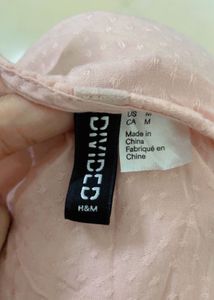 DIVIDED
H&M
US M
CA M
Made in
China
Fabriqué en
Chine